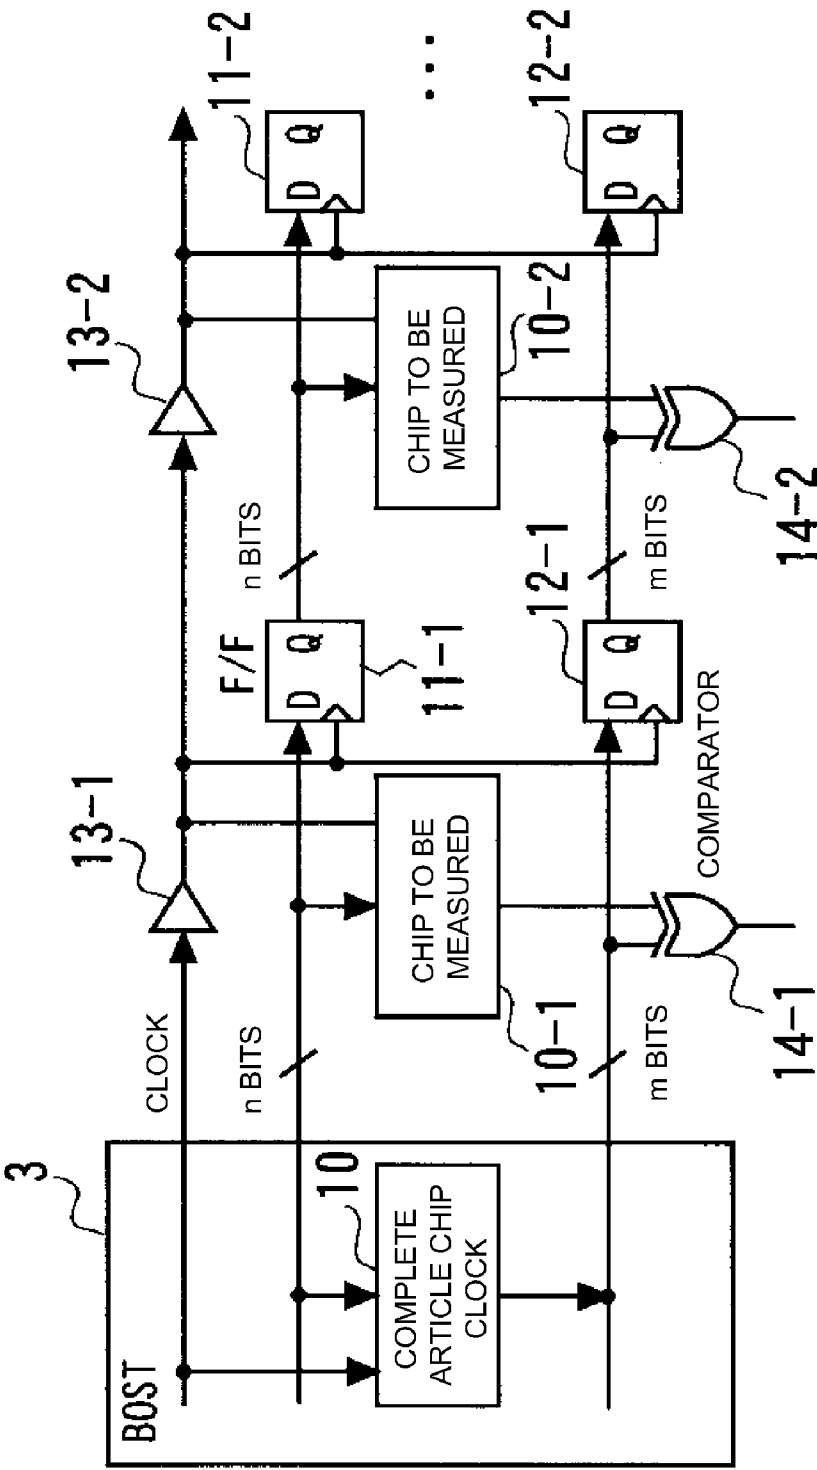 3
BOST
CLOCK
13-1
13-2
n BITS
F/F
D Q
11-1
n BITS
D Q
11-2
10
COMPLETE
ARTICLE CHIP
CLOCK
CHIP TO BE
MEASURED
10-1
CHIP TO BE
MEASURED
10-2
...
m BITS
D Q
12-1
m BITS
D Q
12-2
COMPARATOR
14-1
14-2